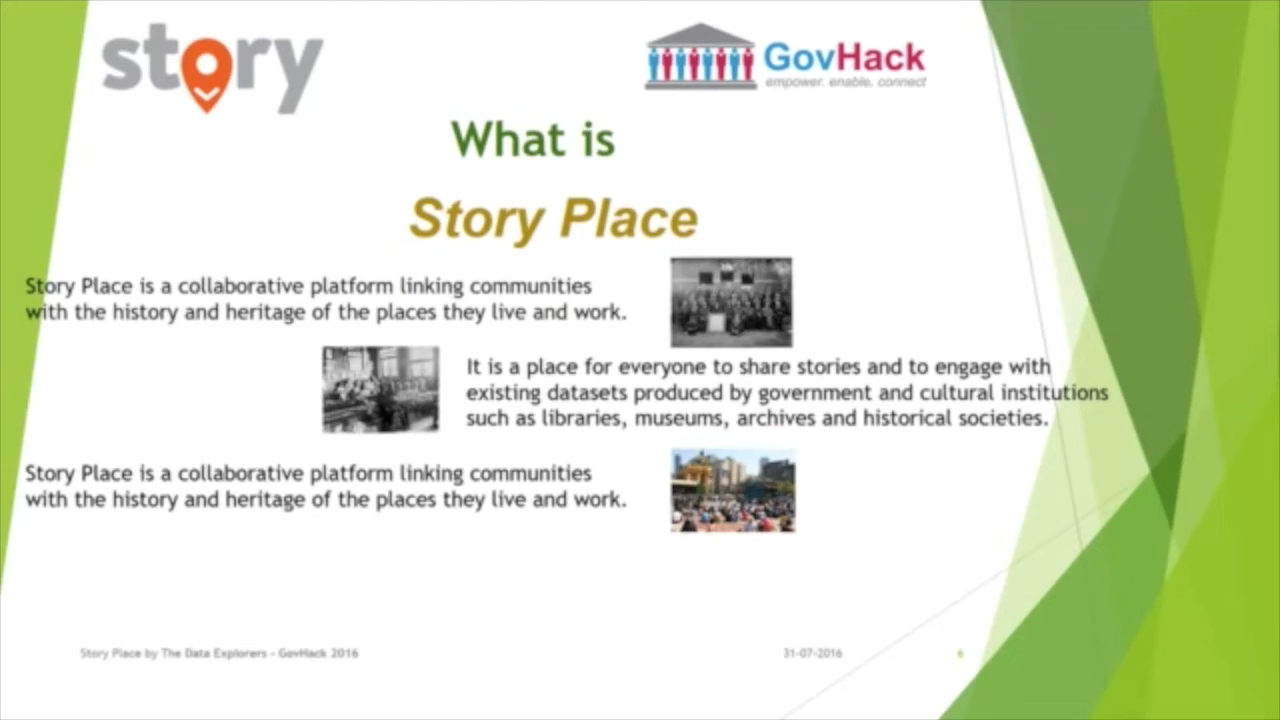 story
GovHack
empower. enable. connect
What is
Story Place
Story Place is a collaborative platform linking communities
with the history and heritage of the places they live and work.
It is a place for everyone to share stories and to engage with
existing datasets produced by government and cultural institutions
such as libraries, museums, archives and historical societies.
Story Place is a collaborative platform linking communities
with the history and heritage of the places they live and work.
Story Place by The Data Explorers - GovHack 2016
31-07-2016
6